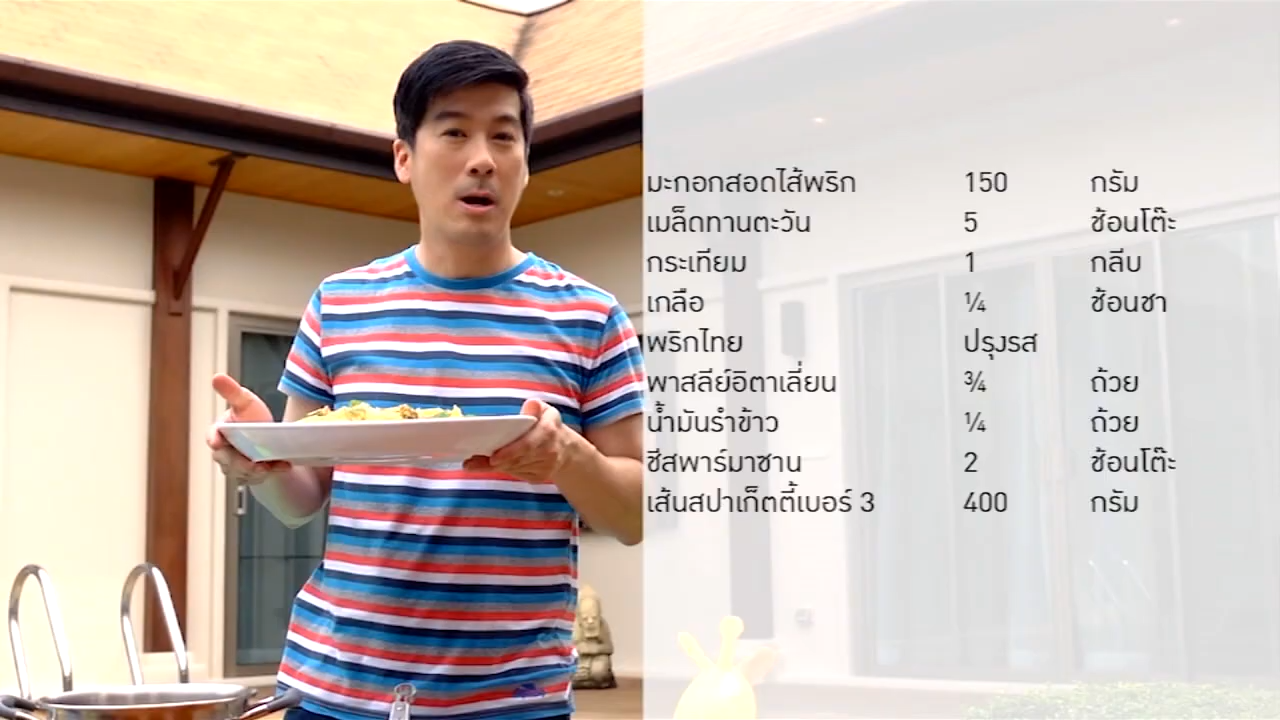 มะกอกสอดไส้พริก 150 กรัม
เมล็ดทานตะวัน 5 ช้อนโต๊ะ
กระเทียม 1 กลีบ
เกลือ ¼ ช้อนชา
พริกไทย ปรุงรส
พาสลีย์อิตาเลี่ยน ¾ ถ้วย
น้ำมันรำข้าว ¼ ถ้วย
ชีสพาร์มาซาน 2 ช้อนโต๊ะ
เส้นสปาเก็ตตี้เบอร์ 3 400 กรัม